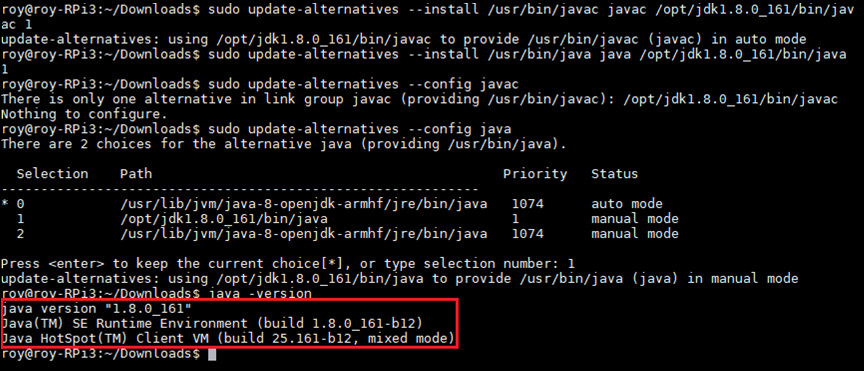 roy@roy-RPi3:~/Downloads$ sudo update-alternatives --install /usr/bin/javac javac /opt/jdk1.8.0_161/bin/jav
ac 1
update-alternatives: using /opt/jdk1.8.0_161/bin/javac to provide /usr/bin/javac (javac) in auto mode
roy@roy-RPi3:~/Downloads$ sudo update-alternatives --install /usr/bin/java java /opt/jdk1.8.0_161/bin/java
1
roy@roy-RPi3:~/Downloads$ sudo update-alternatives --config javac
There is only one alternative in link group javac (providing /usr/bin/javac): /opt/jdk1.8.0_161/bin/javac
Nothing to configure.
roy@roy-RPi3:~/Downloads$ sudo update-alternatives --config java
There are 2 choices for the alternative java (providing /usr/bin/java).
Selection Path Priority Status
------------------------------------------------------------
* 0 /usr/lib/jvm/java-8-openjdk-armhf/jre/bin/java 1074 auto mode
1 /opt/jdk1.8.0_161/bin/java 1 manual mode
2 /usr/lib/jvm/java-8-openjdk-armhf/jre/bin/java 1074 manual mode
Press <enter> to keep the current choice[*], or type selection number: 1
update-alternatives: using /opt/jdk1.8.0_161/bin/java to provide /usr/bin/java (java) in manual mode
roy@roy-RPi3:~/Downloads$ java -version
java version "1.8.0_161"
Java(TM) SE Runtime Environment (build 1.8.0_161-b12)
Java HotSpot(TM) Client VM (build 25.161-b12, mixed mode)
roy@roy-RPi3:~/Downloads$